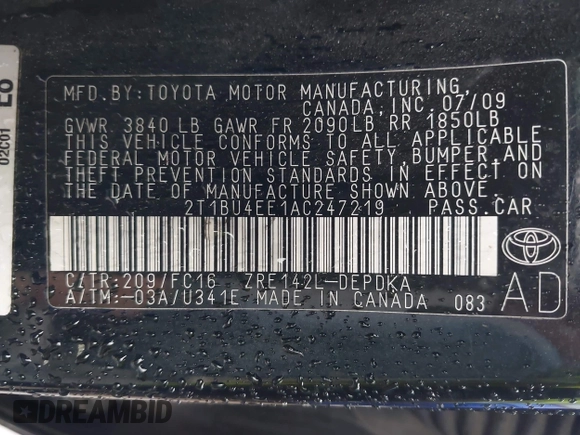 MFD.BY:TOYOTA MOTOR MANUFACTURING,
CANADA,INC.07/09
GVWR 3840 LB GAWR FR 2090LB RR 1850LB
THIS VEHICLE CONFORMS TO ALL APPLICABLE
FEDERAL MOTOR VEHICLE SAFETY,BUMPER,AND
THEFT PREVENTION STANDARDS IN EFFECT ON
THE DATE OF MANUFACTURE SHOWN ABOVE.
2T1BU4EE1AC247219 PASS.CAR
C/TR:209/FC16 ZRE142L-DEPDKA
A/TM:-03A/U341E MADE IN CANADA 083
AD
02C01
DREAMBID